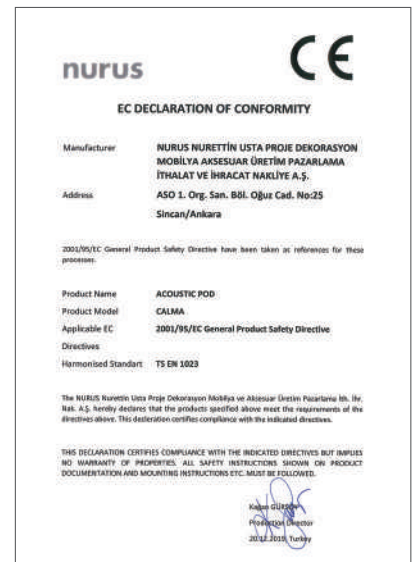 nurus
CE
EC DECLARATION OF CONFORMITY
Manufacturer NURUS NURETTİN USTA PROJE DEKORASYON
MOBİLYA AKSESUAR ÜRETİM PAZARLAMA
İTHALAT VE İHRACAT NAKLİYE A.Ş.
Address ASO 1. Org. San. Böl. Oğuz Cad. No:25
Sincan/Ankara
2001/95/EC General Product Safety Directive have been taken as references for these
processes.
Product Name ACOUSTIC POD
Product Model CALMA
Applicable EC 2001/95/EC General Product Safety Directive
Directives
Harmonised Standart TS EN 1023
The NURUS Nurettin Usta Proje Dekorasyon Mobilya ve Aksesuar Üretim Pazarlama İth. İhr.
Nak. A.Ş. hereby declares that the products specified above meet the requirements of the
directives above. This declaration certifies compliance with the indicated directives.
THIS DECLARATION CERTIFIES COMPLIANCE WITH THE INDICATED DIRECTIVES BUT IMPLIES
NO WARRANTY OF PROPERTIES. ALL SAFETY INSTRUCTIONS SHOWN ON PRODUCT
DOCUMENTATION AND MOUNTING INSTRUCTIONS ETC. MUST BE FOLLOWED.
Kağan GÜRSOY
Production Director
20.12.2019, Turkey